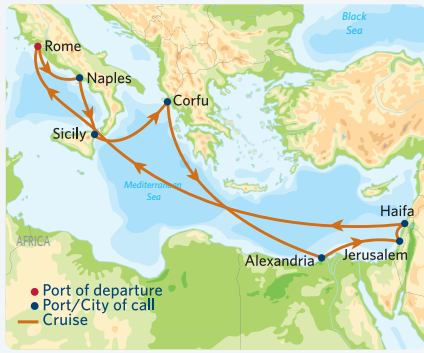 Black
Sea
Rome
Naples
Corfu
Sicily
Mediterranean
Sea
Haifa
AFRICA
Alexandria
Jerusalem
Port of departure
Port/City of call
Cruise